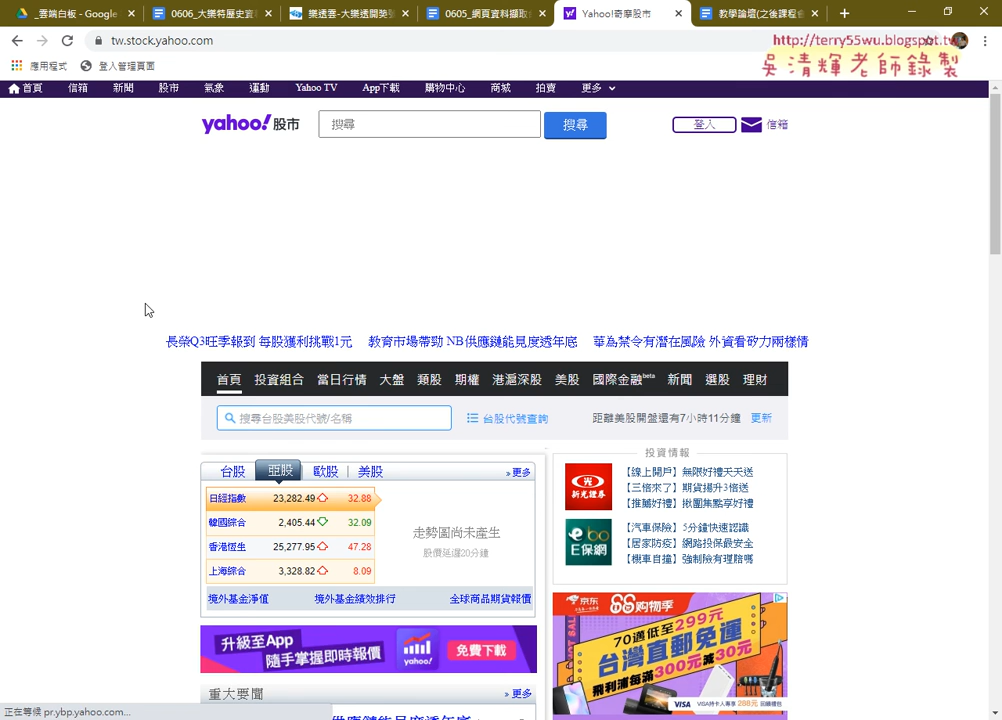 _雲端白板 - Google
0606_大樂特歷史資
樂透雲-大樂透開獎號
0605_網頁資料擷取
Yahoo!奇摩股市
教學論壇(之後課程會
tw.stock.yahoo.com
http://terry55wu.blogspot.tw
應用程式
登入管理頁面
吳清輝老師錄製
首頁 信箱 新聞 股市 氣象 運動 Yahoo TV App下載 購物中心 商城 拍賣 更多
yahoo!股市
搜尋
搜尋
登入
信箱
長榮Q3旺季報到 每股獲利挑戰1元 教育市場帶勁 NB供應鏈能見度透年底 華為禁令有潛在風險 外資看矽力兩樣情
首頁 投資組合 當日行情 大盤 類股 期權 港滬深股 美股 國際金融beta 新聞 選股 理財
搜尋台股美股代號/名稱
台股代號查詢
距離美股開盤還有7小時11分鐘 更新
台股 亞股 歐股 美股 »更多
日經指數 23,282.49 32.88
韓國綜合 2,405.44 32.09
香港恆生 25,277.95 47.28
上海綜合 3,328.82 8.09
走勢圖尚未產生
股價延遲20分鐘
境外基金淨值 境外基金績效排行 全球商品期貨報價
投資情報
新光證券
【線上開戶】無限好禮天天送
【三倍來了】期貨揚升3倍送
【推薦好禮】揪團集點享好禮
ebo
E保網
【汽車保險】5分鐘快速認識
【居家防疫】網路投保最安全
【機車自撞】強制險有理賠嗎
升級至App
隨手掌握即時報價
yahoo!
免費下載
京东
66购物季
70週低至299元
台灣直郵免運
飛利浦每滿300元減30元
重大要聞
» 更多
供應鏈能見度透年底
正在等候 pr.ybp.yahoo.com...